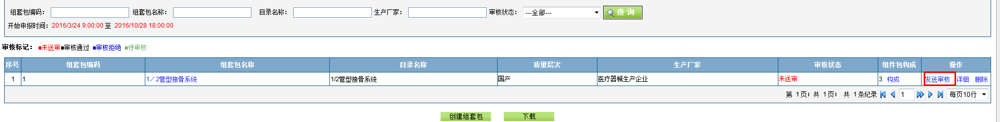 组套包编码： 组套包名称： 目录名称： 生产厂家： 审核状态： ---全部--- 查 询
开始申报时间：2016/3/24 9:00:00 至 2016/10/28 18:00:00
审核标记： ■未送审■审核通过 ■审核拒绝 ■待审核
序号 组套包编码 组套包名称 目录名称 质量层次 生产厂家 审核状态 组件包构成 操作
1 1 1／2管型接骨系统 1/2管型接骨系统 国产 医疗器械生产企业 未送审 3 构成 发送审核 详细 删除
第 1页；共 1页； 共 1条纪录 1 每页10行
创建组套包 下载